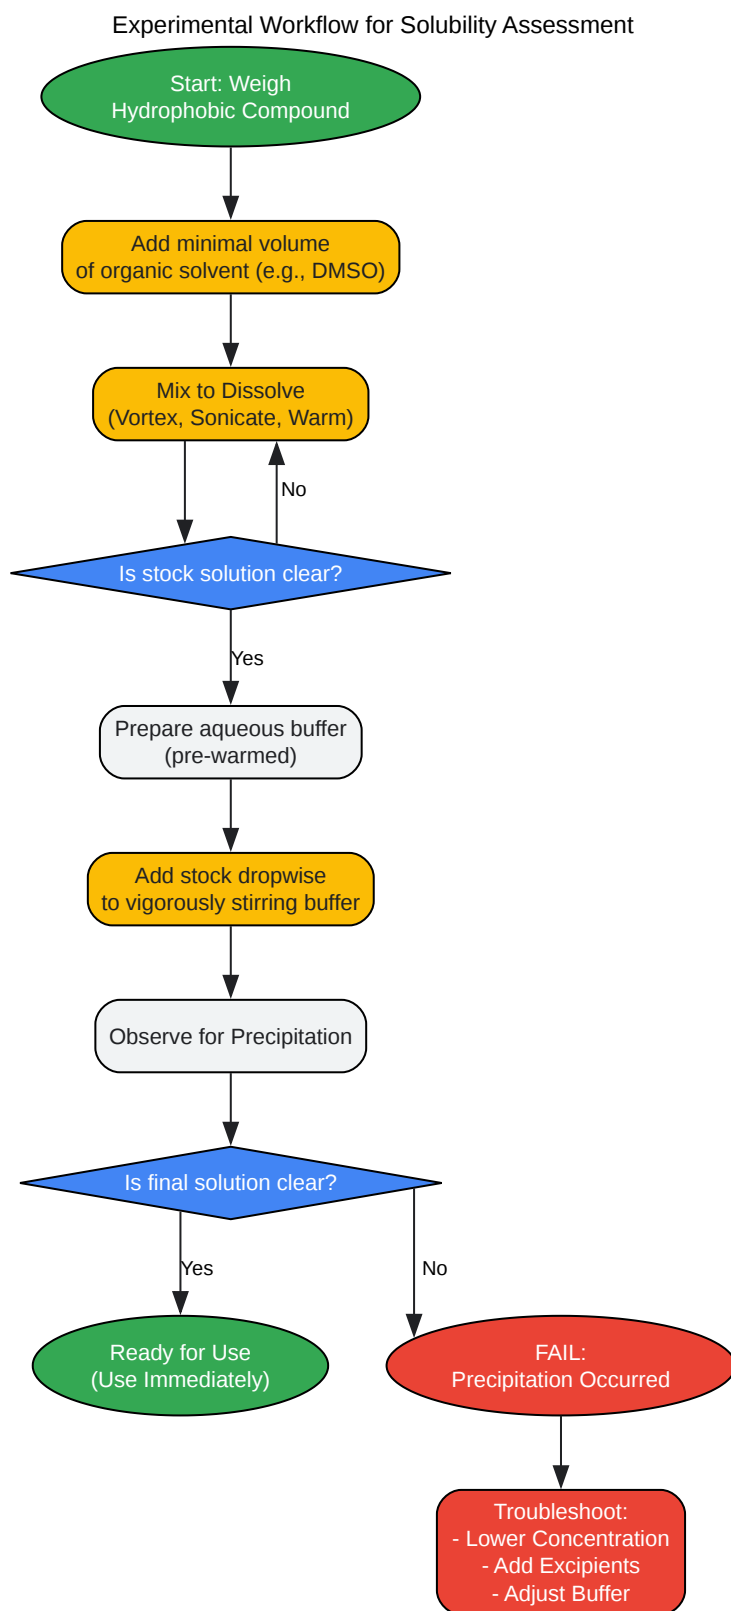 Experimental Workflow for Solubility Assessment
Start: Weigh
Hydrophobic Compound
Add minimal volume
of organic solvent (e.g., DMSO)
Mix to Dissolve
(Vortex, Sonicate, Warm)
No
Is stock solution clear?
Yes
Prepare aqueous buffer
(pre-warmed)
Add stock dropwise
to vigorously stirring buffer
Observe for Precipitation
Is final solution clear?
Yes
No
Ready for Use
(Use Immediately)
FAIL:
Precipitation Occurred
Troubleshoot:
- Lower Concentration
- Add Excipients
- Adjust Buffer